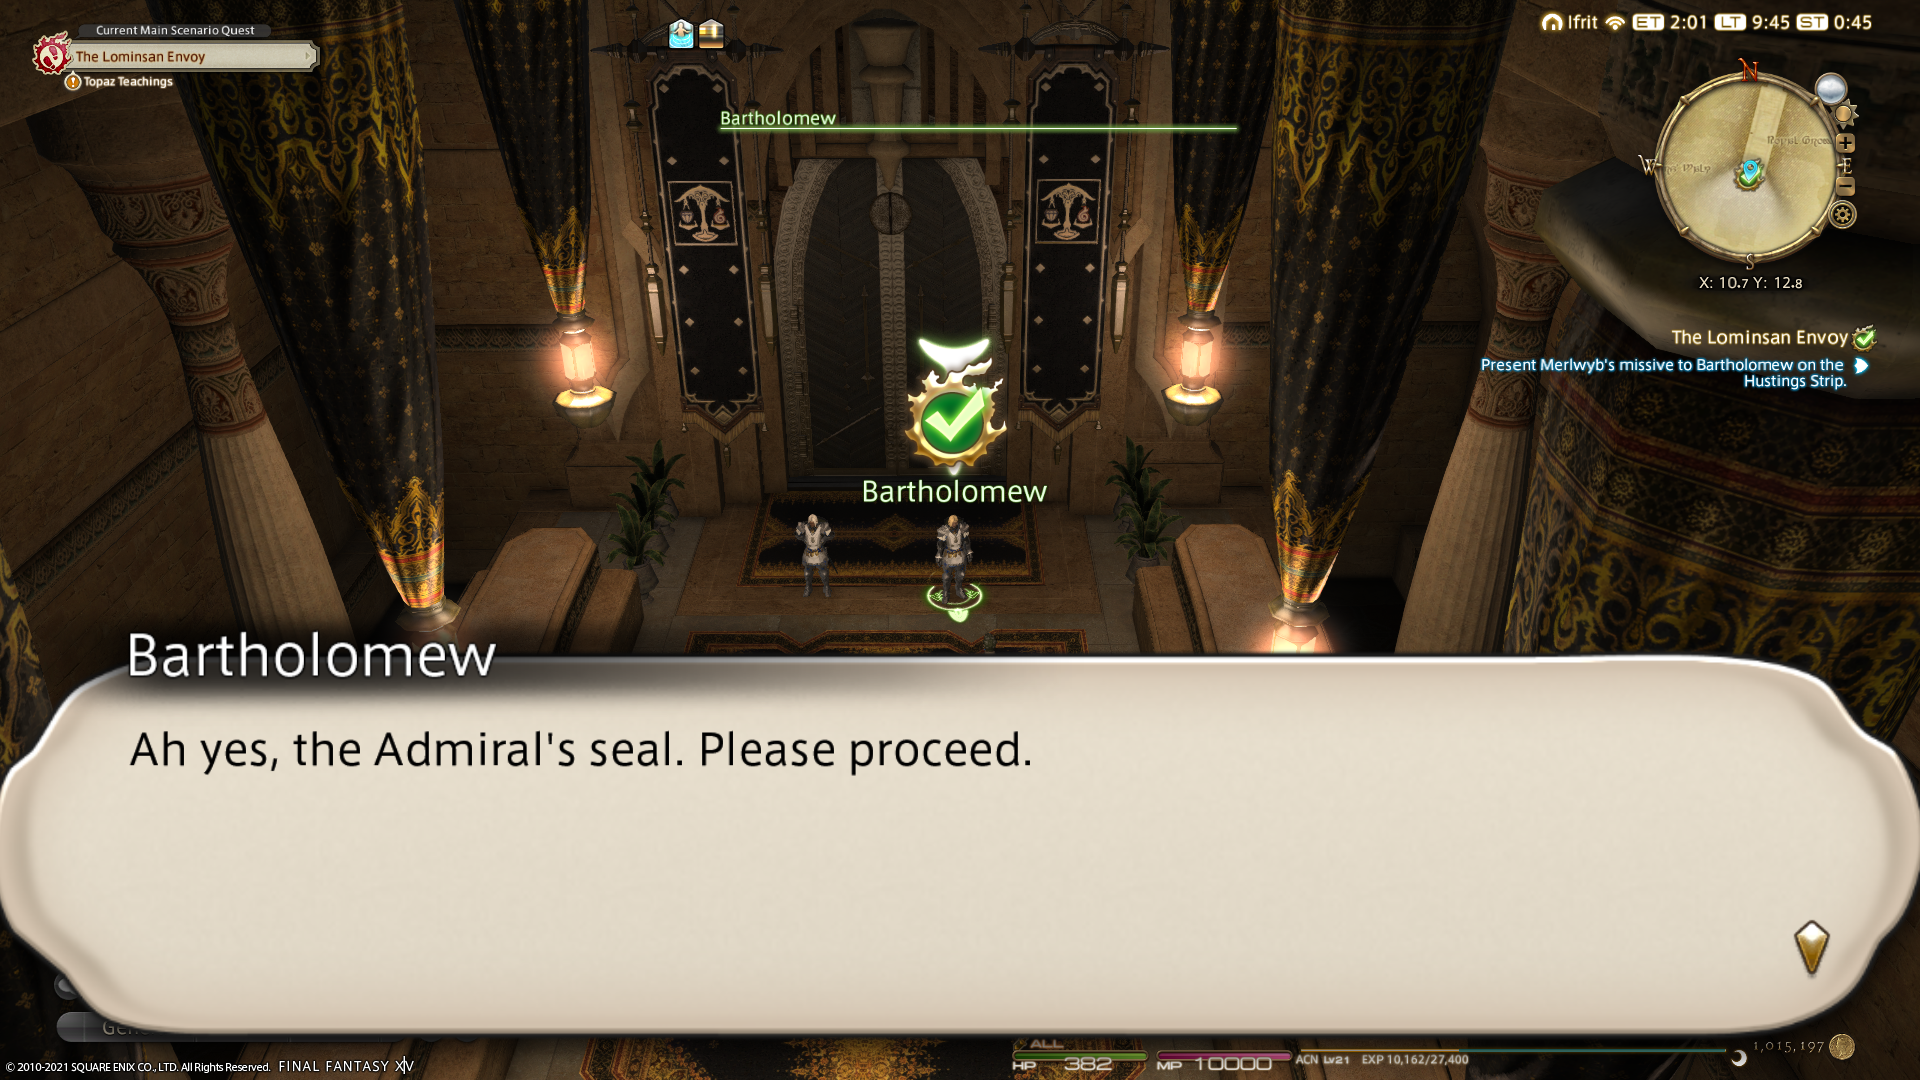 Current Main Scenario Quest
The Lominsan Envoy
Topaz Teachings
Ifrit ET 2:01 LT 9:45 ST 0:45
Bartholomew
N
W
E
S
X: 10.7 Y: 12.8
The Lominsan Envoy
Present Merlwyb's missive to Bartholomew on the
Hustings Strip.
Bartholomew
Bartholomew
Ah yes, the Admiral's seal. Please proceed.
ALL
HP 382 MP 10000 ACN Lv21 EXP 10,162/27,400
1,015,197
© 2010-2021 SQUARE ENIX CO., LTD. All Rights Reserved. FINAL FANTASY XIV